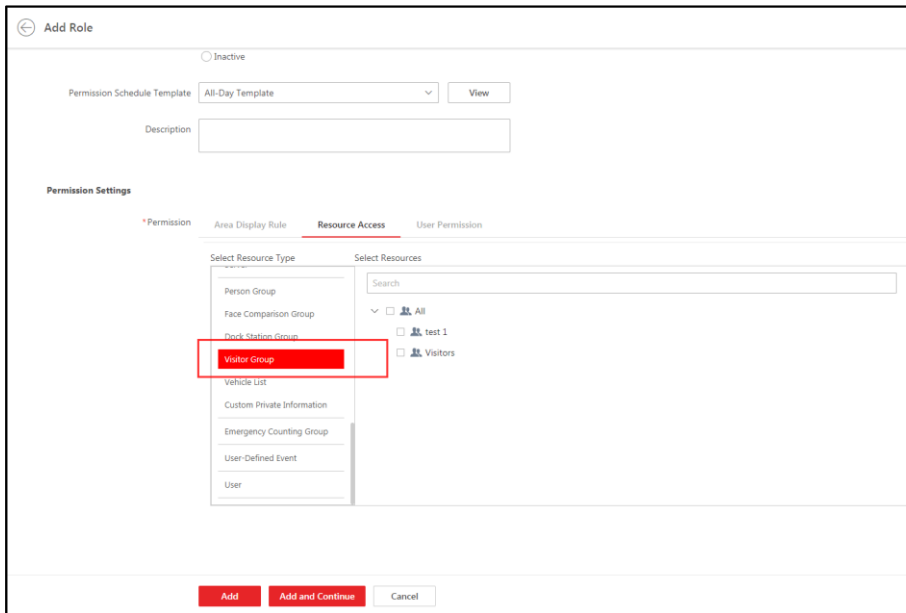 Add Role
Inactive
Permission Schedule Template All-Day Template View
Description
Permission Settings
*Permission Area Display Rule Resource Access User Permission
Select Resource Type Select Resources
Search
Person Group
All
Face Comparison Group
test 1
Dock Station Group
Visitors
Visitor Group
Vehicle List
Custom Private Information
Emergency Counting Group
User-Defined Event
User
Add Add and Continue Cancel